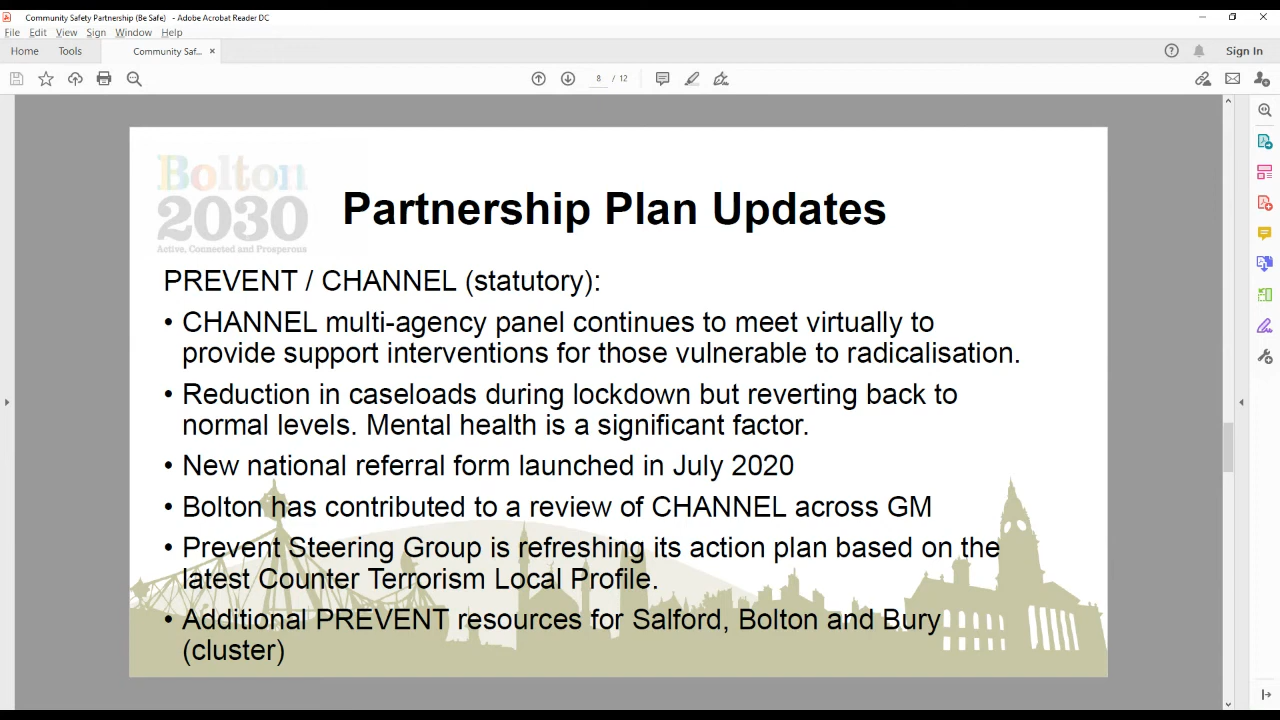 Community Safety Partnership (Be Safe) - Adobe Acrobat Reader DC
File Edit View Sign Window Help
Home Tools Community Saf... ×
Sign In
8 / 12
Bolton
2030
Active, Connected and Prosperous
Partnership Plan Updates
PREVENT / CHANNEL (statutory):
• CHANNEL multi-agency panel continues to meet virtually to
provide support interventions for those vulnerable to radicalisation.
• Reduction in caseloads during lockdown but reverting back to
normal levels. Mental health is a significant factor.
• New national referral form launched in July 2020
• Bolton has contributed to a review of CHANNEL across GM
• Prevent Steering Group is refreshing its action plan based on the
latest Counter Terrorism Local Profile.
• Additional PREVENT resources for Salford, Bolton and Bury
(cluster)